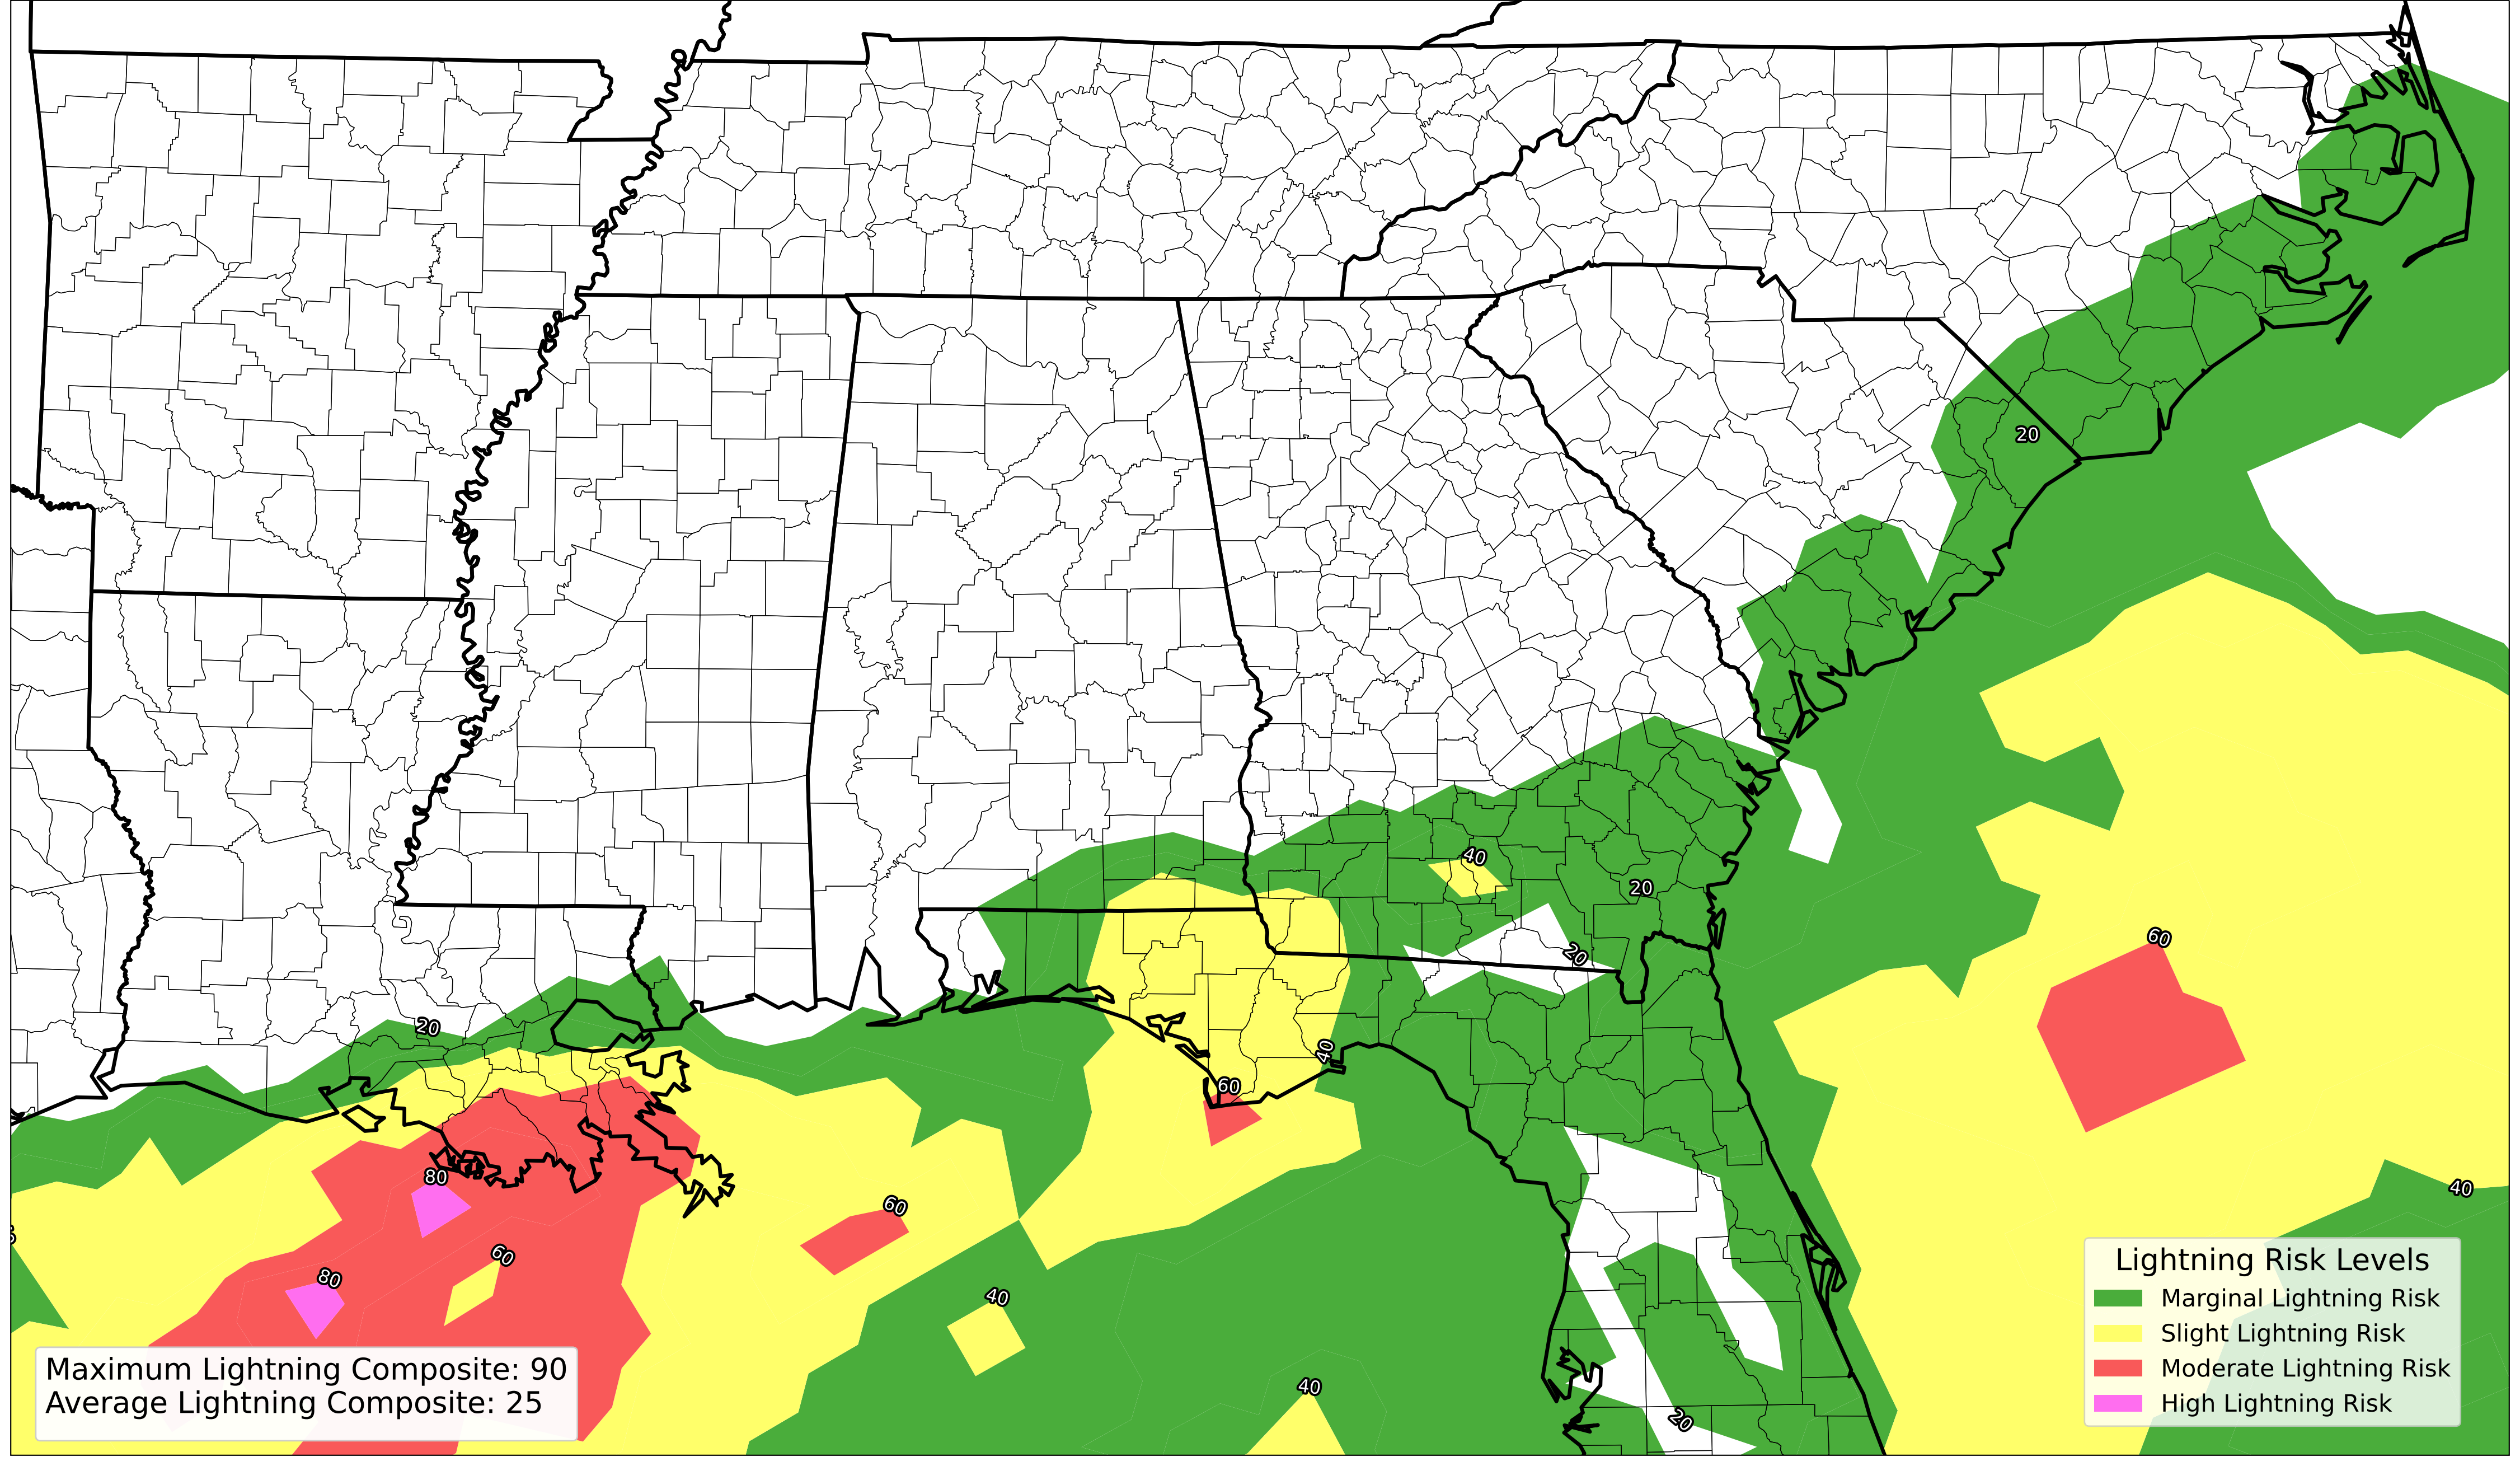 20
40
20
60
20
20
40
60
80
60
60
80
40
40
40
20
Lightning Risk Levels
Marginal Lightning Risk
Slight Lightning Risk
Moderate Lightning Risk
High Lightning Risk
Maximum Lightning Composite: 90
Average Lightning Composite: 25